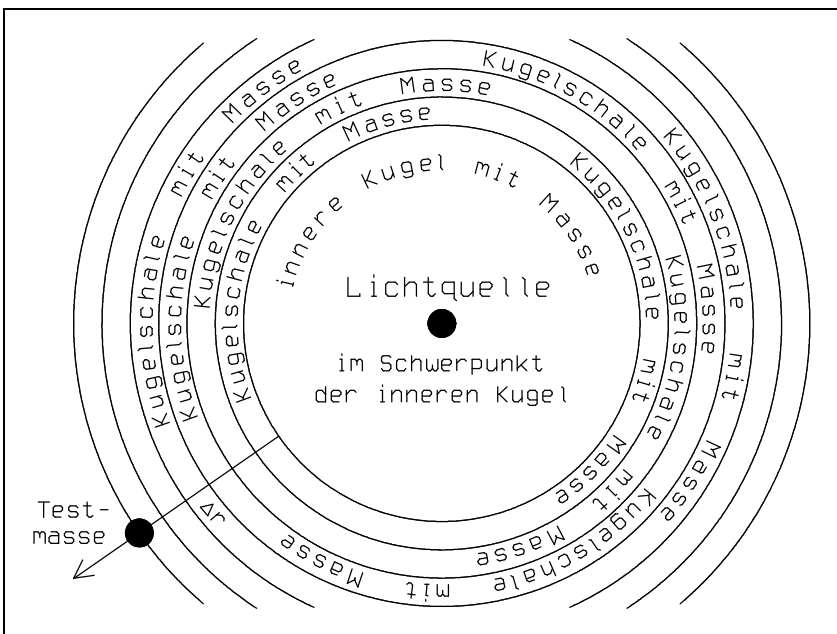 Kugelschale mit Masse
Kugelschale mit Masse
Kugelschale mit Masse
Kugelschale mit Masse
Kugelschale mit Masse
Kugelschale mit Masse
Kugelschale mit Masse
Kugelschale mit Masse
Kugelschale mit Masse
innere Kugel mit Masse
Lichtquelle
im Schwerpunkt
der inneren Kugel
Δr
Test-
masse